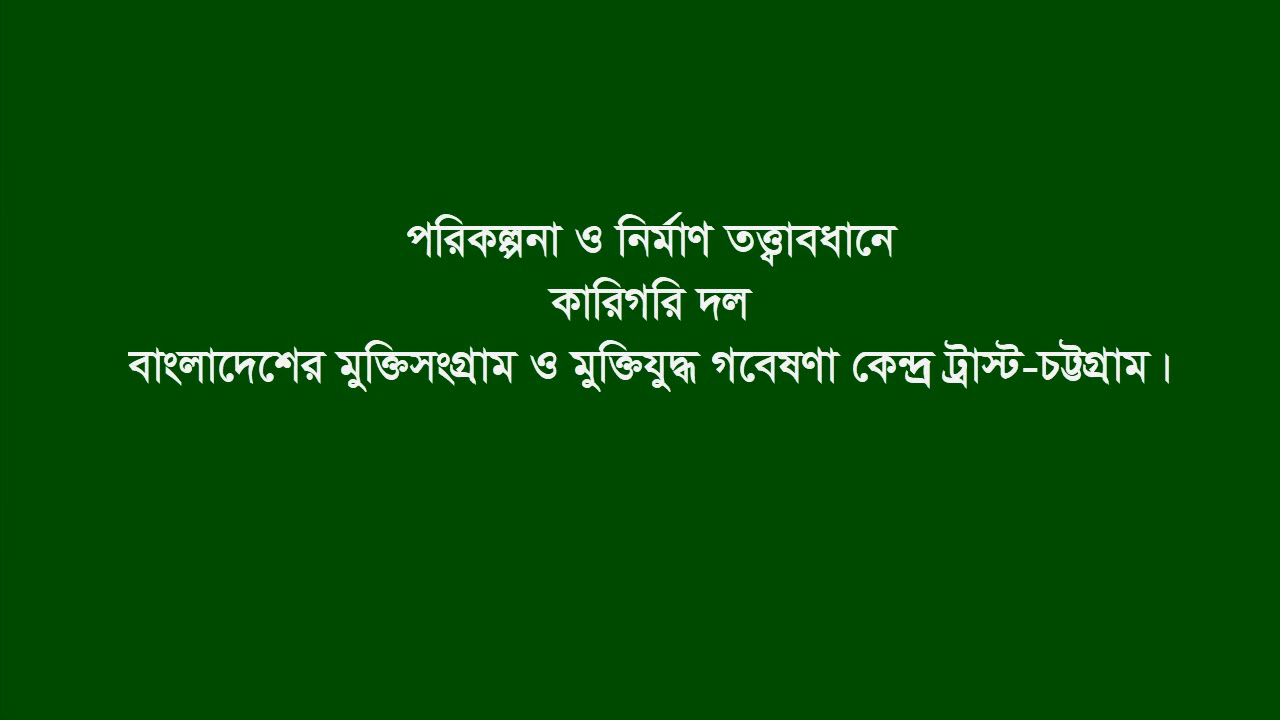 পরিকল্পনা ও নির্মাণ তত্ত্বাবধানে
কারিগরি দল
বাংলাদেশের মুক্তিসংগ্রাম ও মুক্তিযুদ্ধ গবেষণা কেন্দ্র ট্রাস্ট-চট্টগ্রাম।